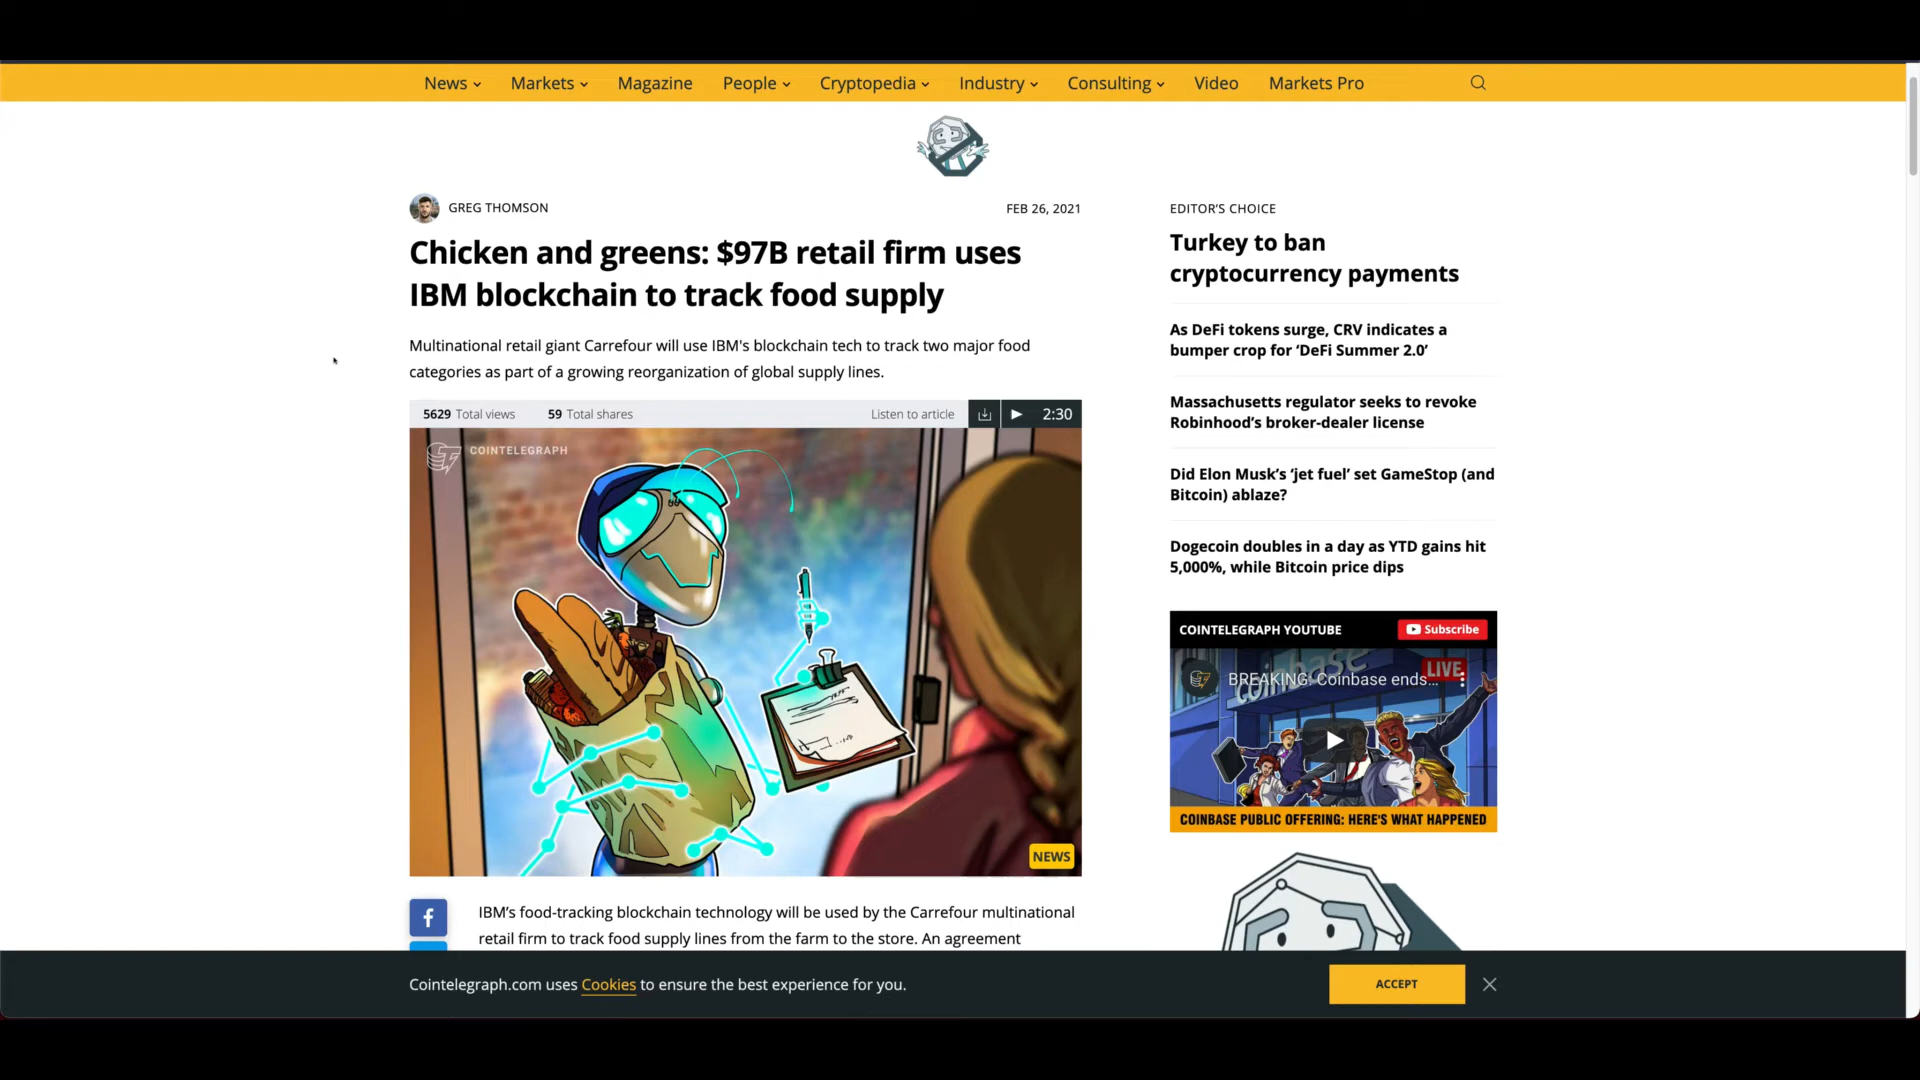 News Markets Magazine People Cryptopedia Industry Consulting Video Markets Pro
GREG THOMSON
FEB 26, 2021
Chicken and greens: $97B retail firm uses
IBM blockchain to track food supply
Multinational retail giant Carrefour will use IBM's blockchain tech to track two major food
categories as part of a growing reorganization of global supply lines.
5629 Total views 59 Total shares Listen to article 2:30
COINTELEGRAPH
NEWS
IBM’s food-tracking blockchain technology will be used by the Carrefour multinational
retail firm to track food supply lines from the farm to the store. An agreement
EDITOR’S CHOICE
Turkey to ban
cryptocurrency payments
As DeFi tokens surge, CRV indicates a
bumper crop for ‘DeFi Summer 2.0’
Massachusetts regulator seeks to revoke
Robinhood’s broker-dealer license
Did Elon Musk’s ‘jet fuel’ set GameStop (and
Bitcoin) ablaze?
Dogecoin doubles in a day as YTD gains hit
5,000%, while Bitcoin price dips
COINTELEGRAPH YOUTUBE Subscribe
coinbase
LIVE
BREAKING: Coinbase ends...
COINBASE PUBLIC OFFERING: HERE'S WHAT HAPPENED
Cointelegraph.com uses Cookies to ensure the best experience for you.
ACCEPT